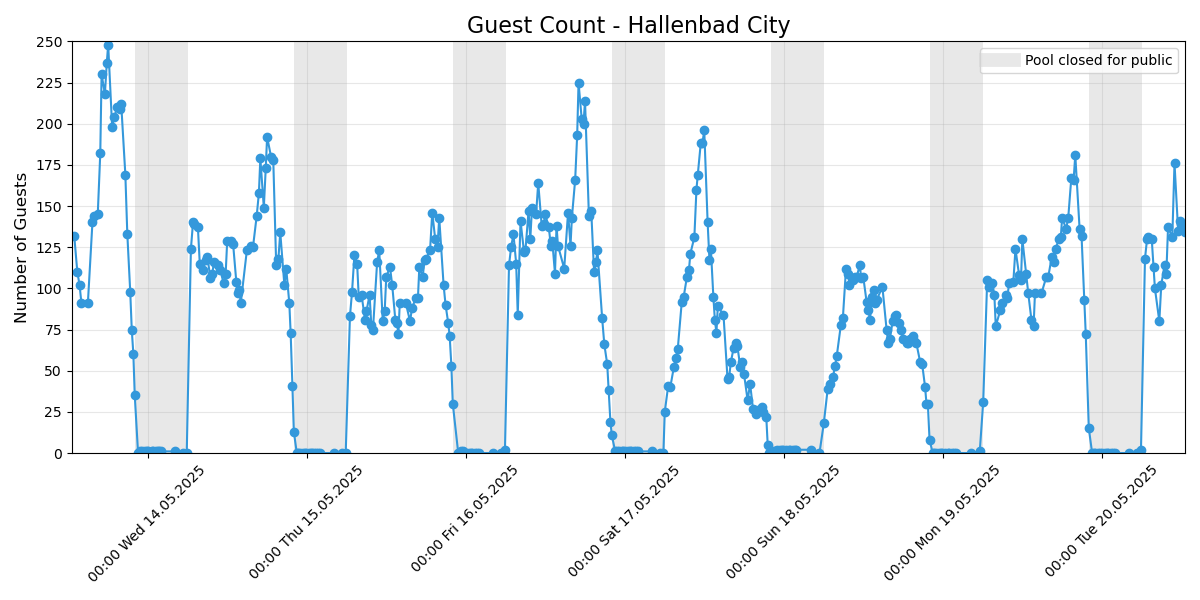 Guest Count - Hallenbad City
Pool closed for public
Number of Guests
250
225
200
175
150
125
100
75
50
25
0
00:00 Wed 14.05.2025
00:00 Thu 15.05.2025
00:00 Fri 16.05.2025
00:00 Sat 17.05.2025
00:00 Sun 18.05.2025
00:00 Mon 19.05.2025
00:00 Tue 20.05.2025